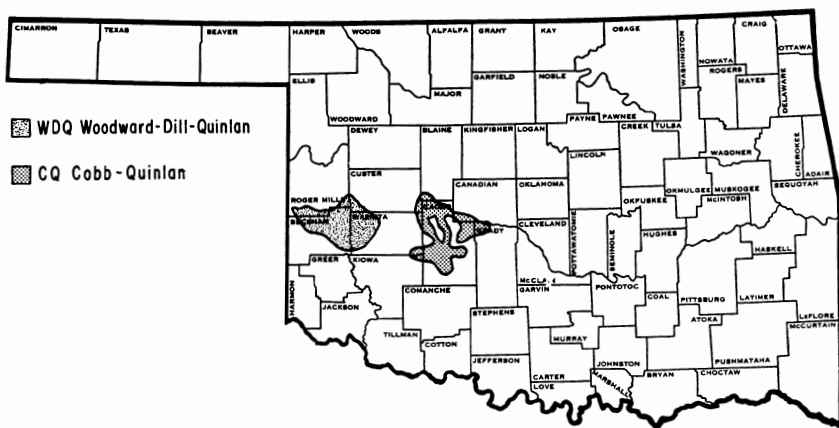 CIMARRON
TEXAS
BEAVER
HARPER
WOODS
ALFALFA
GRANT
KAY
OSAGE
WASHINGTON
NOWATA
CRAIG
OTTAWA
ROGERS
MAYES
DELAWARE
ELLIS
WOODWARD
MAJOR
GARFIELD
NOBLE
PAYNE
PAWNEE
WDQ Woodward-Dill-Quinlan
CQ Cobb-Quinlan
DEWEY
BLAINE
KINGFISHER
LOGAN
CREEK
TULSA
WAGONER
CHEROKEE
ADAIR
CUSTER
CANADIAN
OKLAHOMA
LINCOLN
OKMULGEE
MUSKOGEE
SEQUOYAH
ROGER MILLS
BECKHAM
WASHITA
CADDO
GRADY
CLEVELAND
POTTAWATOMIE
SEMINOLE
OKFUSKEE
McINTOSH
HUGHES
HASKELL
GREER
KIOWA
HARMON
JACKSON
COMANCHE
McCLA
GARVIN
PONTOTOC
COAL
PITTSBURG
LATIMER
LeFLORE
McCURTAIN
TILLMAN
COTTON
STEPHENS
MURRAY
ATOKA
PUSHMATAHA
JEFFERSON
CARTER
LOVE
JOHNSTON
MARSHALL
BRYAN
CHOCTAW